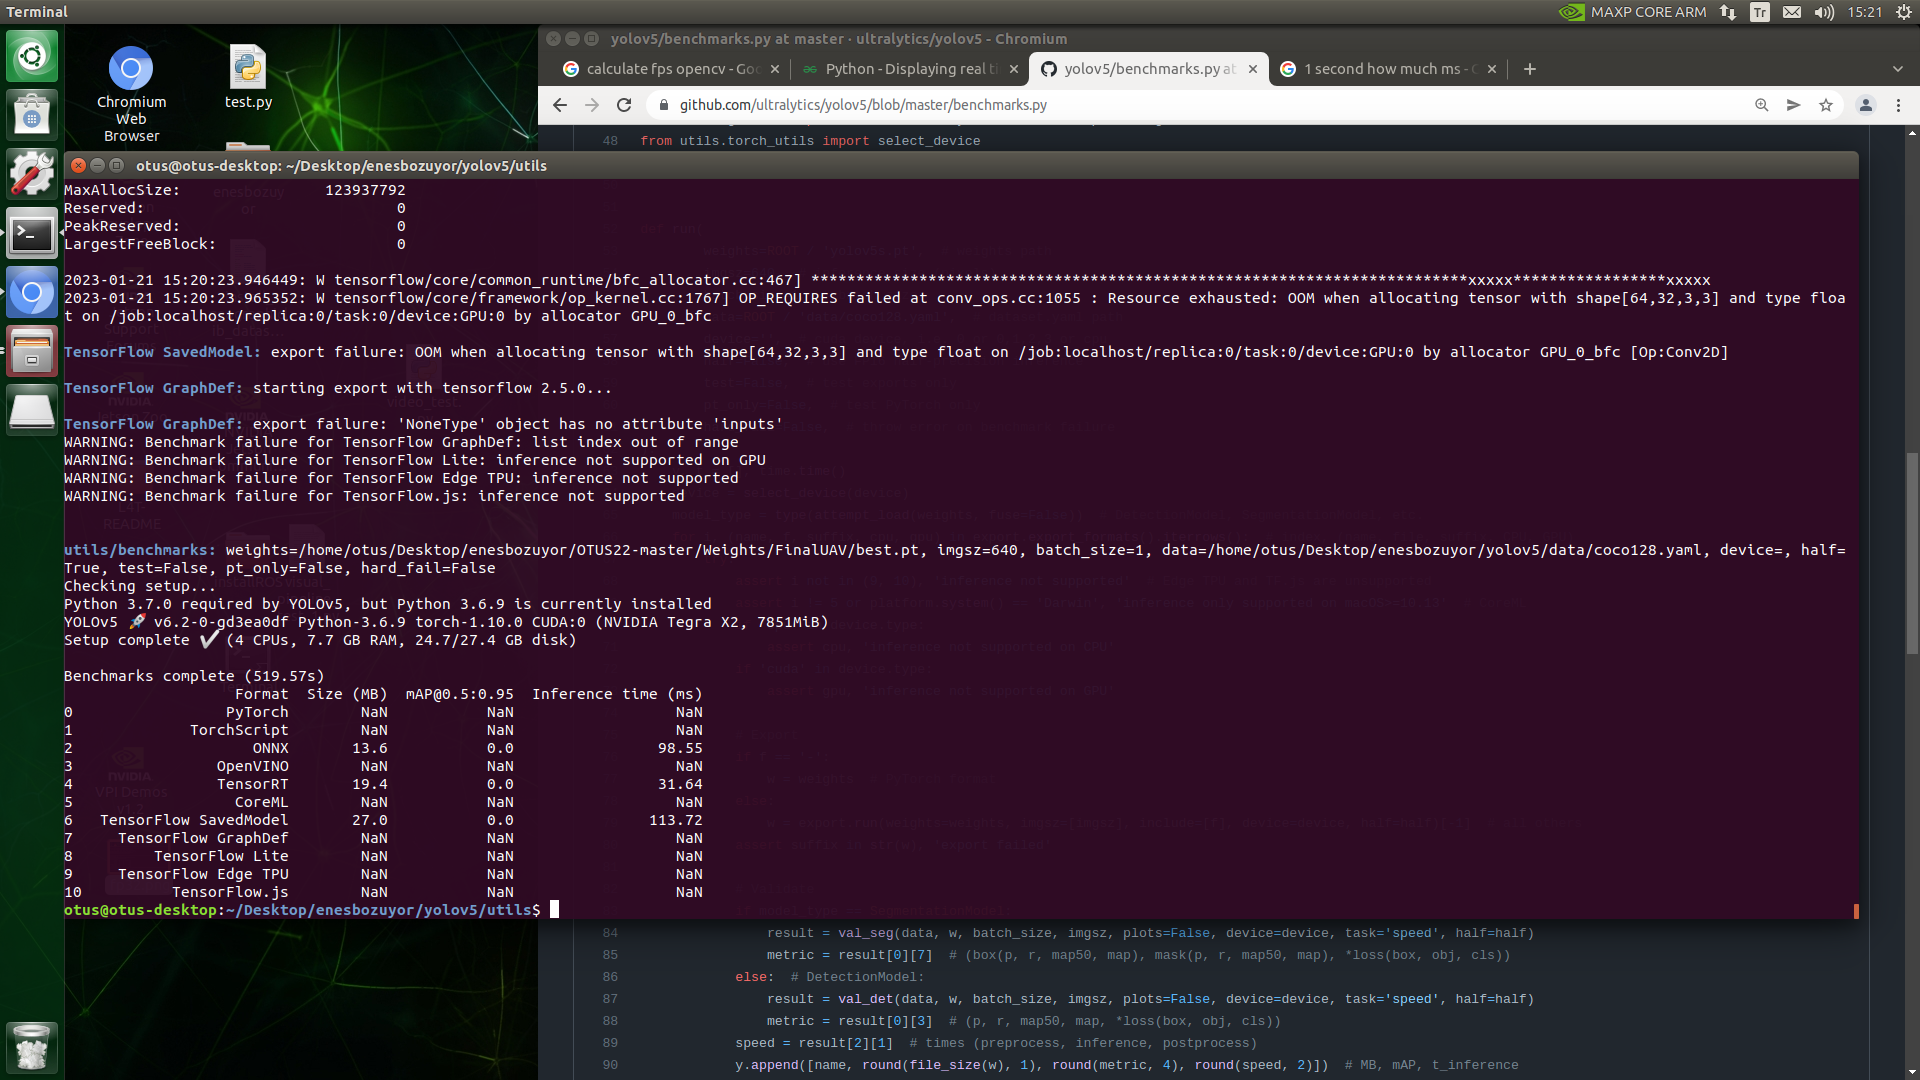 Terminal
MAXP CORE ARM Tr 15:21
Chromium Web Browser
test.py
yolov5/benchmarks.py at master · ultralytics/yolov5 - Chromium
calculate fps opencv - Goo
Python - Displaying real ti
yolov5/benchmarks.py at
1 second how much ms -
github.com/ultralytics/yolov5/blob/master/benchmarks.py
48 from utils.torch_utils import select_device
otus@otus-desktop: ~/Desktop/enesbozuyor/yolov5/utils
MaxAllocSize: 123937792
Reserved: 0
PeakReserved: 0
LargestFreeBlock: 0
2023-01-21 15:20:23.946449: W tensorflow/core/common_runtime/bfc_allocator.cc:467] *************************************************************************xxxxx*****************xxxxx
2023-01-21 15:20:23.965352: W tensorflow/core/framework/op_kernel.cc:1767] OP_REQUIRES failed at conv_ops.cc:1055 : Resource exhausted: OOM when allocating tensor with shape[64,32,3,3] and type floa
t on /job:localhost/replica:0/task:0/device:GPU:0 by allocator GPU_0_bfc
TensorFlow SavedModel: export failure: OOM when allocating tensor with shape[64,32,3,3] and type float on /job:localhost/replica:0/task:0/device:GPU:0 by allocator GPU_0_bfc [Op:Conv2D]
TensorFlow GraphDef: starting export with tensorflow 2.5.0...
TensorFlow GraphDef: export failure: 'NoneType' object has no attribute 'inputs'
WARNING: Benchmark failure for TensorFlow GraphDef: list index out of range
WARNING: Benchmark failure for TensorFlow Lite: inference not supported on GPU
WARNING: Benchmark failure for TensorFlow Edge TPU: inference not supported
WARNING: Benchmark failure for TensorFlow.js: inference not supported
utils/benchmarks: weights=/home/otus/Desktop/enesbozuyor/OTUS22-master/Weights/FinalUAV/best.pt, imgsz=640, batch_size=1, data=/home/otus/Desktop/enesbozuyor/yolov5/data/coco128.yaml, device=, half=
True, test=False, pt_only=False, hard_fail=False
Checking setup...
Python 3.7.0 required by YOLOv5, but Python 3.6.9 is currently installed
YOLOv5 🚀 v6.2-0-gd3ea0df Python-3.6.9 torch-1.10.0 CUDA:0 (NVIDIA Tegra X2, 7851MiB)
Setup complete ✔ (4 CPUs, 7.7 GB RAM, 24.7/27.4 GB disk)
Benchmarks complete (519.57s)
Format Size (MB) mAP@0.5:0.95 Inference time (ms)
0 PyTorch NaN NaN NaN
1 TorchScript NaN NaN NaN
2 ONNX 13.6 0.0 98.55
3 OpenVINO NaN NaN NaN
4 TensorRT 19.4 0.0 31.64
5 CoreML NaN NaN NaN
6 TensorFlow SavedModel 27.0 0.0 113.72
7 TensorFlow GraphDef NaN NaN NaN
8 TensorFlow Lite NaN NaN NaN
9 TensorFlow Edge TPU NaN NaN NaN
10 TensorFlow.js NaN NaN NaN
otus@otus-desktop:~/Desktop/enesbozuyor/yolov5/utils$
84 result = val_seg(data, w, batch_size, imgsz, plots=False, device=device, task='speed', half=half)
85 metric = result[0][7] # (box(p, r, map50, map), mask(p, r, map50, map), *loss(box, obj, cls))
86 else: # DetectionModel:
87 result = val_det(data, w, batch_size, imgsz, plots=False, device=device, task='speed', half=half)
88 metric = result[0][3] # (p, r, map50, map, *loss(box, obj, cls))
89 speed = result[2][1] # times (preprocess, inference, postprocess)
90 y.append([name, round(file_size(w), 1), round(metric, 4), round(speed, 2)]) # MB, mAP, t_inference